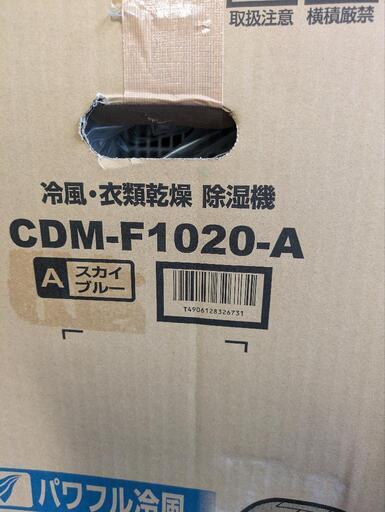 取扱注意 横積厳禁
冷風・衣類乾燥 除湿機
CDM-F1020-A
A スカイ
ブルー
T4906128326731
パワフル冷風